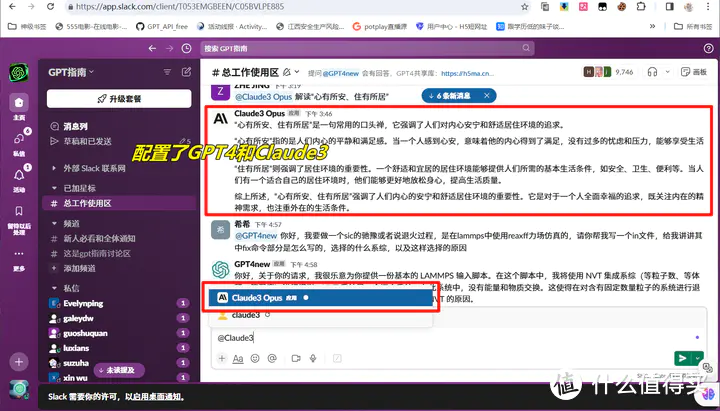 https://app.slack.com/client/T053EMGBEEN/C05BVLPE88S
神级书签
555电影-在线电影-...
GPT_API_free
活动线报 - Activity...
江西安全生产风险...
potplay直播课
用户中心 - H5短网址
跟学历低的妹子谈...
所有书签
搜索 GPT指南
GPT指南
# 总工作使用区
提问 @GPT4new 会有回答, GPT4共享库:
https://h5ma.cn...
9,746
画板
升级套餐
主页
私信
活动
留待以后处理
更多
消息列
草稿和已发送
外部 Slack 联系网
已加星标
# 总工作使用区
频道
# 新人必看和全体通知
# 这是gpt指南讨论区
+ 添加频道
私信
Evelynping 1
galeydw 1
guoshuquan 1
luxians 1
suzuha 1
xin wu 1
未读提及
ZHEJING 下午 3:19
@Claude3 Opus 解读“心有所安、住有所居”
6 条新消息
Claude3 Opus 应用 下午 3:46
“心有所安、住有所居”是一句常用的口头禅，它强调了人们对内心安宁和舒适居住环境的追求。
“心有所安”指的是人们内心的平静和满足感。当一个人感到心安，意味着他的内心得到了满足，没有过多的忧虑和压力，能够享受生活
“住有所居”则强调了居住环境的重要性。一个舒适和宜居的居住环境能够提供人们所需的基本生活条件，如安全、卫生、便利等。当人
们有一个适合自己的居住环境时，他们能够更好地放松身心，提高生活质量。
综上所述，“心有所安、住有所居”强调了人们内心的安宁和舒适居住环境的重要性。它是对于一个人全面幸福的追求，既关注内在的精
神需求，也注重外在的生活条件。
配置了GPT4和Claude3
希希 下午 4:57
@GPT4new 你好，我要做一个sic的驰豫或者说退火过程，是在lammps中使用reaxff力场仿真的，请你帮我写一个in文件，给我讲讲其
中fix命令部分是怎么写的，选择的什么系综，以及这样选择的原因
GPT4new 应用 下午 4:58
你好，关于你的请求，我很乐意为你提供一份基本的 LAMMPS 输入脚本。在这个脚本中，我将使用 NVT 集成系综（等粒子数、等体
系统中，没有能量和物质交换。这使得在对含有固定数量粒子的系统进行退
VT 的原因。
Claude3 Opus 应用
claude3
@Claude3
Aa
Slack 需要你的许可，以启用桌面通知。
值 什么值得买